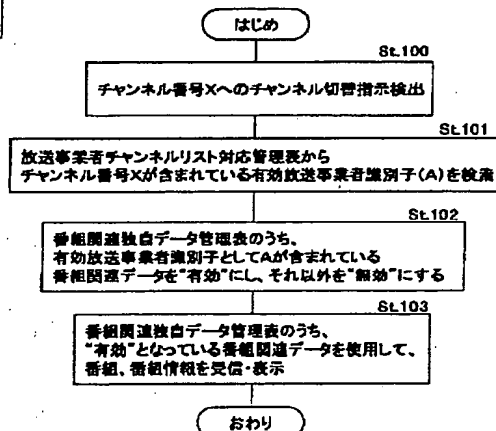 はじめ
St.100
チャンネル番号Xへのチャンネル切替指示検出
St.101
放送事業者チャンネルリスト対応管理表から
チャンネル番号Xが含まれている有効放送事業者識別子(A)を検索
St.102
番組関連独自データ管理表のうち、
有効放送事業者識別子としてAが含まれている
番組関連データを“有効”にし、それ以外を“無効”にする
St.103
番組関連独自データ管理表のうち、
“有効”となっている番組関連データを使用して、
番組、番組情報を受信・表示
おわり